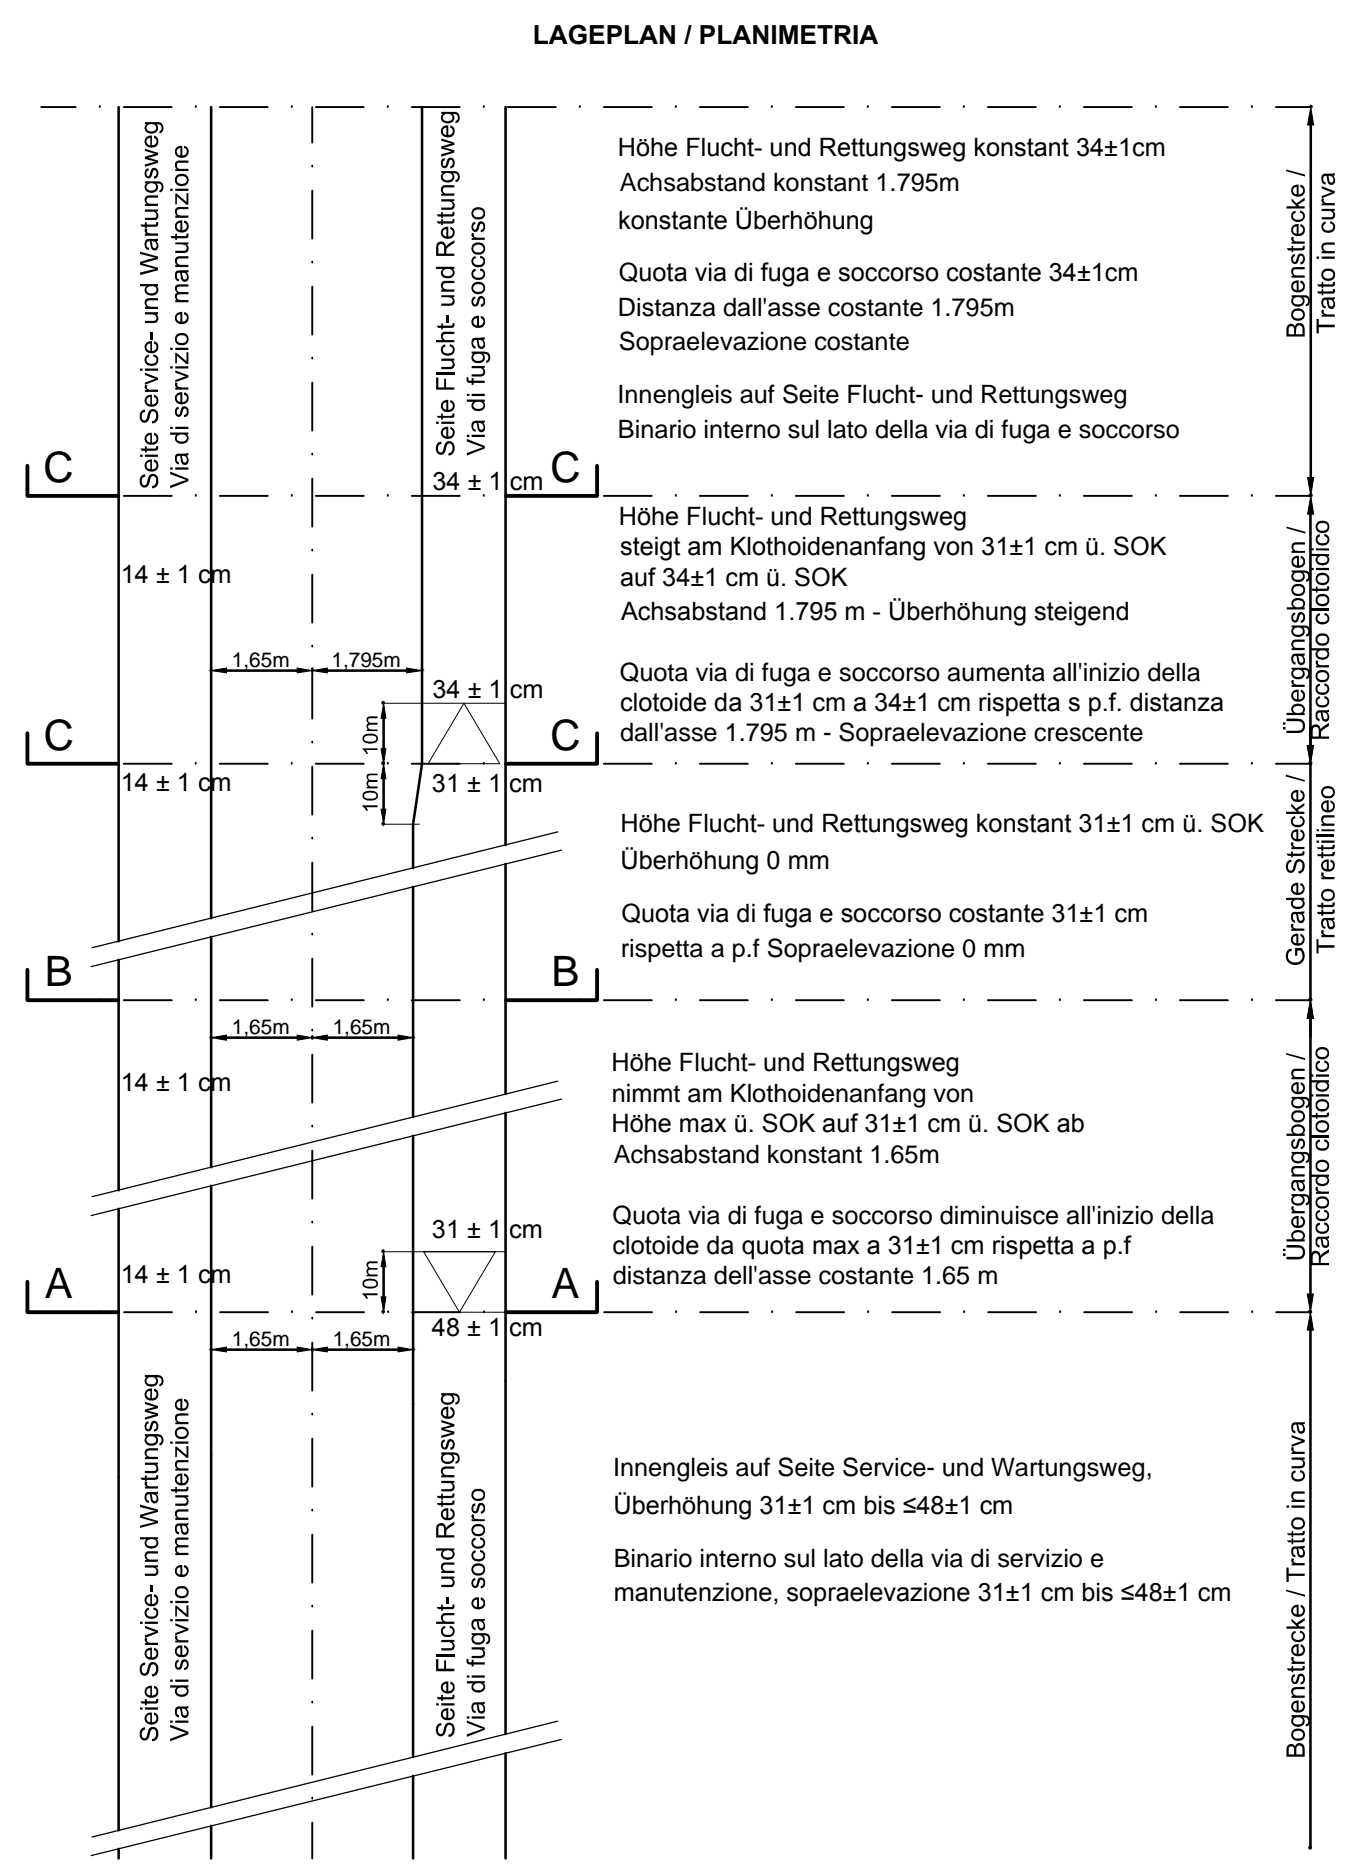 LAGEPLAN / PLANIMETRIA
Seite Service- und Wartungsweg
Via di servizio e manutenzione
Seite Flucht- und Rettungsweg
Via di fuga e soccorso
Höhe Flucht- und Rettungsweg konstant 34±1cm
Achsabstand konstant 1.795m
konstante Überhöhung
Quota via di fuga e soccorso costante 34±1cm
Distanza dall'asse costante 1.795m
Sopraelevazione costante
Innengleis auf Seite Flucht- und Rettungsweg
Binario interno sul lato della via di fuga e soccorso
Bogenstrecke /
Tratto in curva
C
34 ± 1 cm
C
Höhe Flucht- und Rettungsweg
steigt am Klothoidenanfang von 31±1 cm ü. SOK
auf 34±1 cm ü. SOK
Achsabstand 1.795 m - Überhöhung steigend
Quota via di fuga e soccorso aumenta all'inizio della
clotoide da 31±1 cm a 34±1 cm rispetta s p.f. distanza
dall'asse 1.795 m - Sopraelevazione crescente
Übergangsbogen /
Raccordo clotoidico
14 ± 1 cm
1,65m
1,795m
34 ± 1 cm
10m
C
C
14 ± 1 cm
10m
31 ± 1 cm
Höhe Flucht- und Rettungsweg konstant 31±1 cm ü. SOK
Überhöhung 0 mm
Quota via di fuga e soccorso costante 31±1 cm
rispetta a p.f Sopraelevazione 0 mm
Gerade Strecke /
Tratto rettilineo
B
B
1,65m
1,65m
14 ± 1 cm
Höhe Flucht- und Rettungsweg
nimmt am Klothoidenanfang von
Höhe max ü. SOK auf 31±1 cm ü. SOK ab
Achsabstand konstant 1.65m
Quota via di fuga e soccorso diminuisce all'inizio della
clotoide da quota max a 31±1 cm rispetta a p.f
distanza dell'asse costante 1.65 m
Übergangsbogen /
Raccordo clotoidico
31 ± 1 cm
A
14 ± 1 cm
10m
A
48 ± 1 cm
1,65m
1,65m
Seite Service- und Wartungsweg
Via di servizio e manutenzione
Seite Flucht- und Rettungsweg
Via di fuga e soccorso
Innengleis auf Seite Service- und Wartungsweg,
Überhöhung 31±1 cm bis ≤48±1 cm
Binario interno sul lato della via di servizio e
manutenzione, sopraelevazione 31±1 cm bis ≤48±1 cm
Bogenstrecke / Tratto in curva